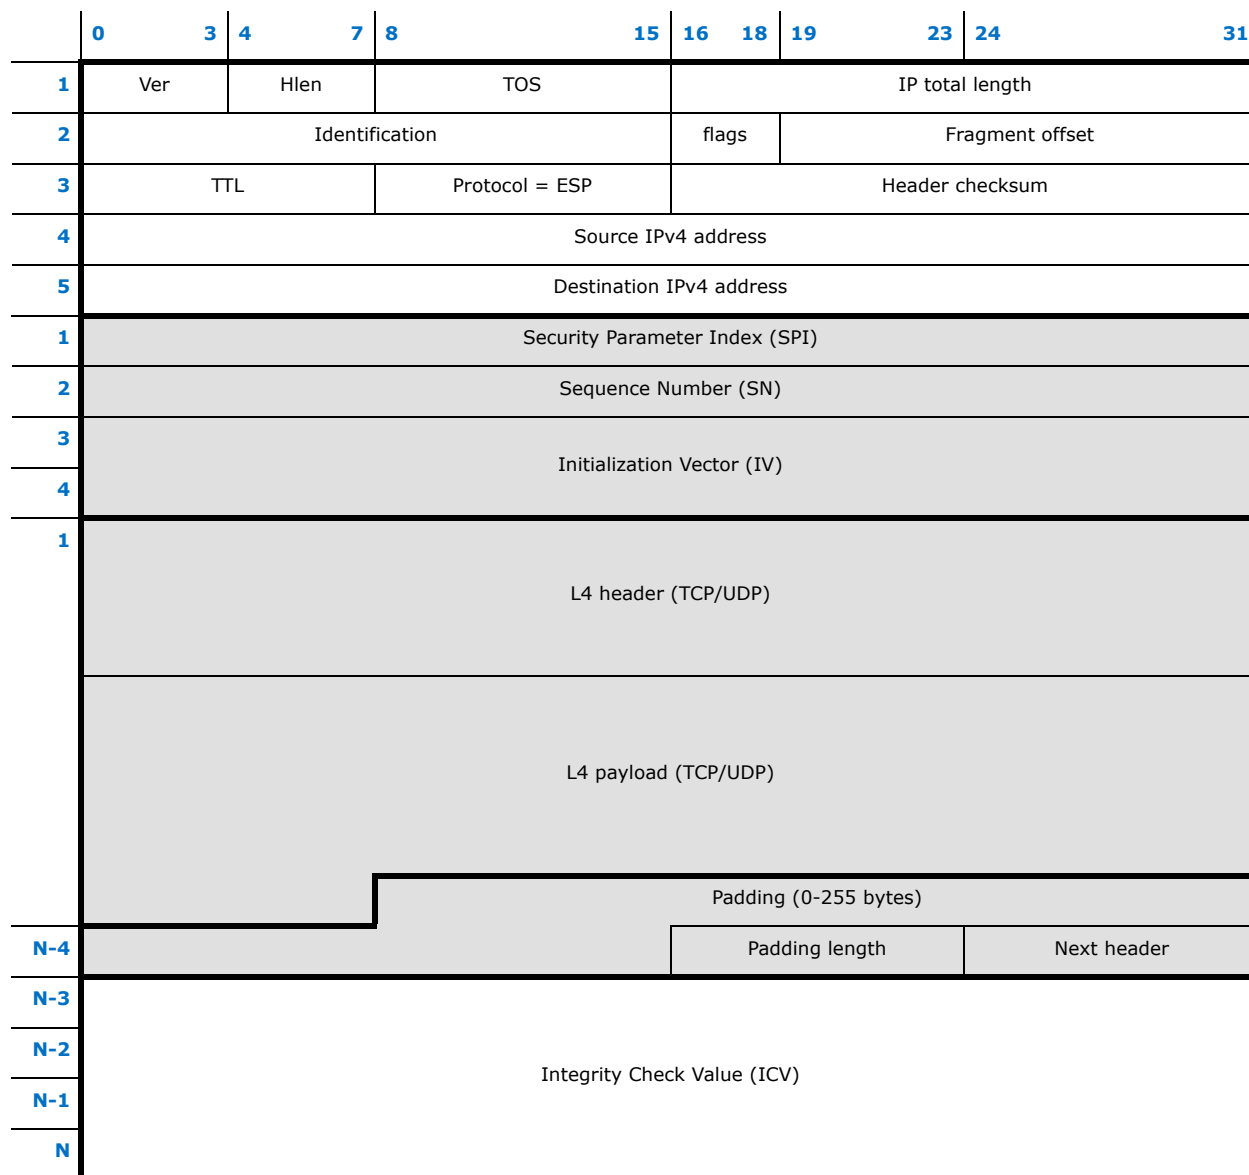 0 3 4 7 8 15 16 18 19 23 24 31
1 Ver Hlen TOS IP total length
2 Identification flags Fragment offset
3 TTL Protocol = ESP Header checksum
4 Source IPv4 address
5 Destination IPv4 address
1 Security Parameter Index (SPI)
2 Sequence Number (SN)
3
Initialization Vector (IV)
4
1
L4 header (TCP/UDP)
L4 payload (TCP/UDP)
Padding (0-255 bytes)
N-4 Padding length Next header
N-3
N-2
Integrity Check Value (ICV)
N-1
N